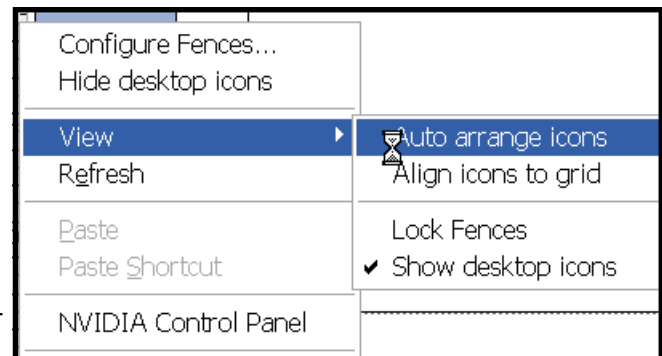 Configure Fences...
Hide desktop icons
View
Refresh
Paste
Paste Shortcut
NVIDIA Control Panel
Auto arrange icons
Align icons to grid
Lock Fences
Show desktop icons